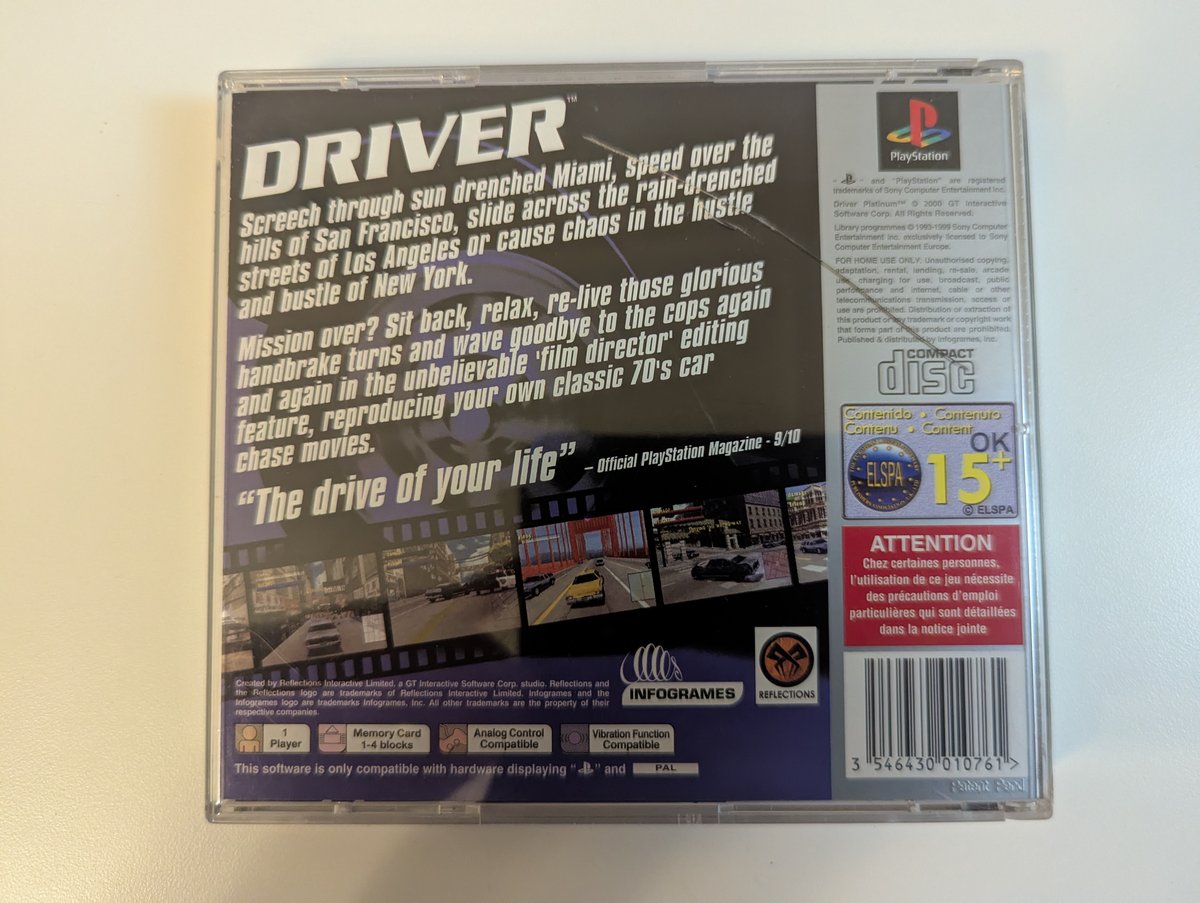 DRIVER™
Screech through sun drenched Miami, speed over the
hills of San Francisco, slide across the rain-drenched
streets of Los Angeles or cause chaos in the hustle
and bustle of New York.
Mission over? Sit back, relax, re-live those glorious
handbrake turns and wave goodbye to the cops again
and again in the unbelievable 'film director' editing
feature, reproducing your own classic 70's car
chase movies.
“The drive of your life” – Official PlayStation Magazine - 9/10
Created by Reflections Interactive Limited. a GT Interactive Software Corp. studio. Reflections and
the Reflections logo are trademarks of Reflections Interactive Limited. Infogrames and the
Infogrames logo are trademarks Infogrames, Inc. All other trademarks are the property of their
respective companies.
INFOGRAMES
REFLECTIONS
1
Player
Memory Card
1-4 blocks
Analog Control
Compatible
Vibration Function
Compatible
This software is only compatible with hardware displaying “ ” and PAL
PlayStation
“ ” and "PlayStation" are registered
trademarks of Sony Computer Entertainment Inc.
Driver Platinum™ © 2000 GT Interactive
Software Corp. All Rights Reserved.
Library programmes © 1993-1999 Sony Computer
Entertainment Inc. exclusively licensed to Sony
Computer Entertainment Europe.
FOR HOME USE ONLY: Unauthorised copying,
adaptation, rental, lending, re-sale, arcade
use, charging for use, broadcast, public
performance and internet, cable or other
telecommunications transmission, access or
use are prohibited. Distribution or extraction of
this product or any trademark or copyright work
that forms part of this product are prohibited.
Published & distributed by Infogrames, Inc.
COMPACT
disc
Contenido • Contenuto
Contenu • Content
OK
ELSPA
15+
© ELSPA
ATTENTION
Chez certaines personnes,
l'utilisation de ce jeu nécessite
des précautions d'emploi
particulières qui sont détaillées
dans la notice jointe
3 546430 010761 >
Patent Pend